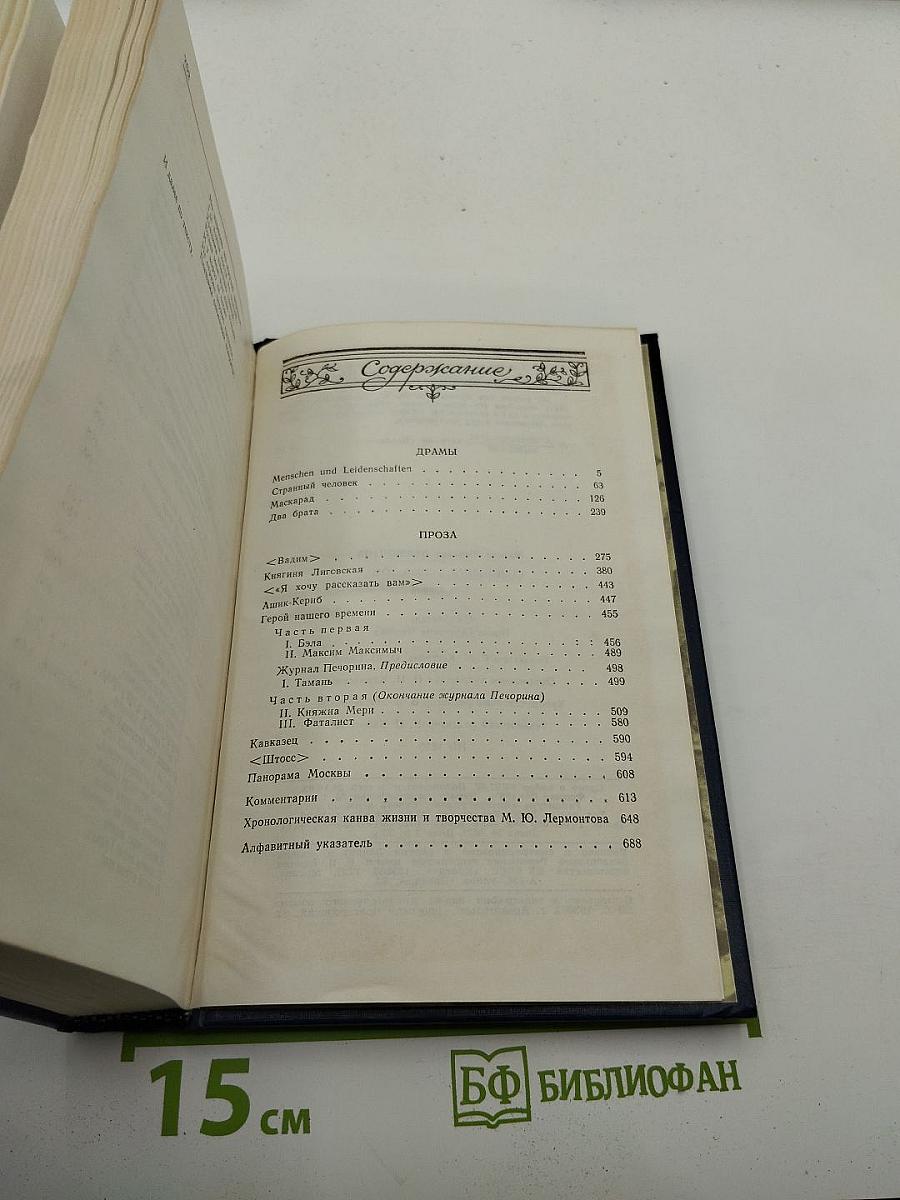 Содержание
ДРАМЫ
Menschen und Leidenschaften . . . . . . . . . . . . 5
Странный человек . . . . . . . . . . . . . . . . 63
Маскарад . . . . . . . . . . . . . . . . . . . 126
Два брата . . . . . . . . . . . . . . . . . . . 239
ПРОЗА
<Вадим> . . . . . . . . . . . . . . . . . . . 275
Княгиня Лиговская . . . . . . . . . . . . . . . 380
<«Я хочу рассказать вам»> . . . . . . . . . . . . 443
Ашик-Кериб . . . . . . . . . . . . . . . . . . 447
Герой нашего времени . . . . . . . . . . . . . . 455
Часть первая
I. Бэла . . . . . . . . . . . . . . . . . . 456
II. Максим Максимыч . . . . . . . . . . . . . 489
Журнал Печорина. Предисловие . . . . . . . . . . 498
I. Тамань . . . . . . . . . . . . . . . . . 499
Часть вторая (Окончание журнала Печорина)
II. Княжна Мери . . . . . . . . . . . . . . . 509
III. Фаталист . . . . . . . . . . . . . . . . 580
Кавказец . . . . . . . . . . . . . . . . . . . 590
<Штосс> . . . . . . . . . . . . . . . . . . . 594
Панорама Москвы . . . . . . . . . . . . . . . . 608
Комментарии . . . . . . . . . . . . . . . . . . 613
Хронологическая канва жизни и творчества М. Ю. Лермонтова 648
Алфавитный указатель . . . . . . . . . . . . . . 688
15 см
БФ БИБЛИОФАН